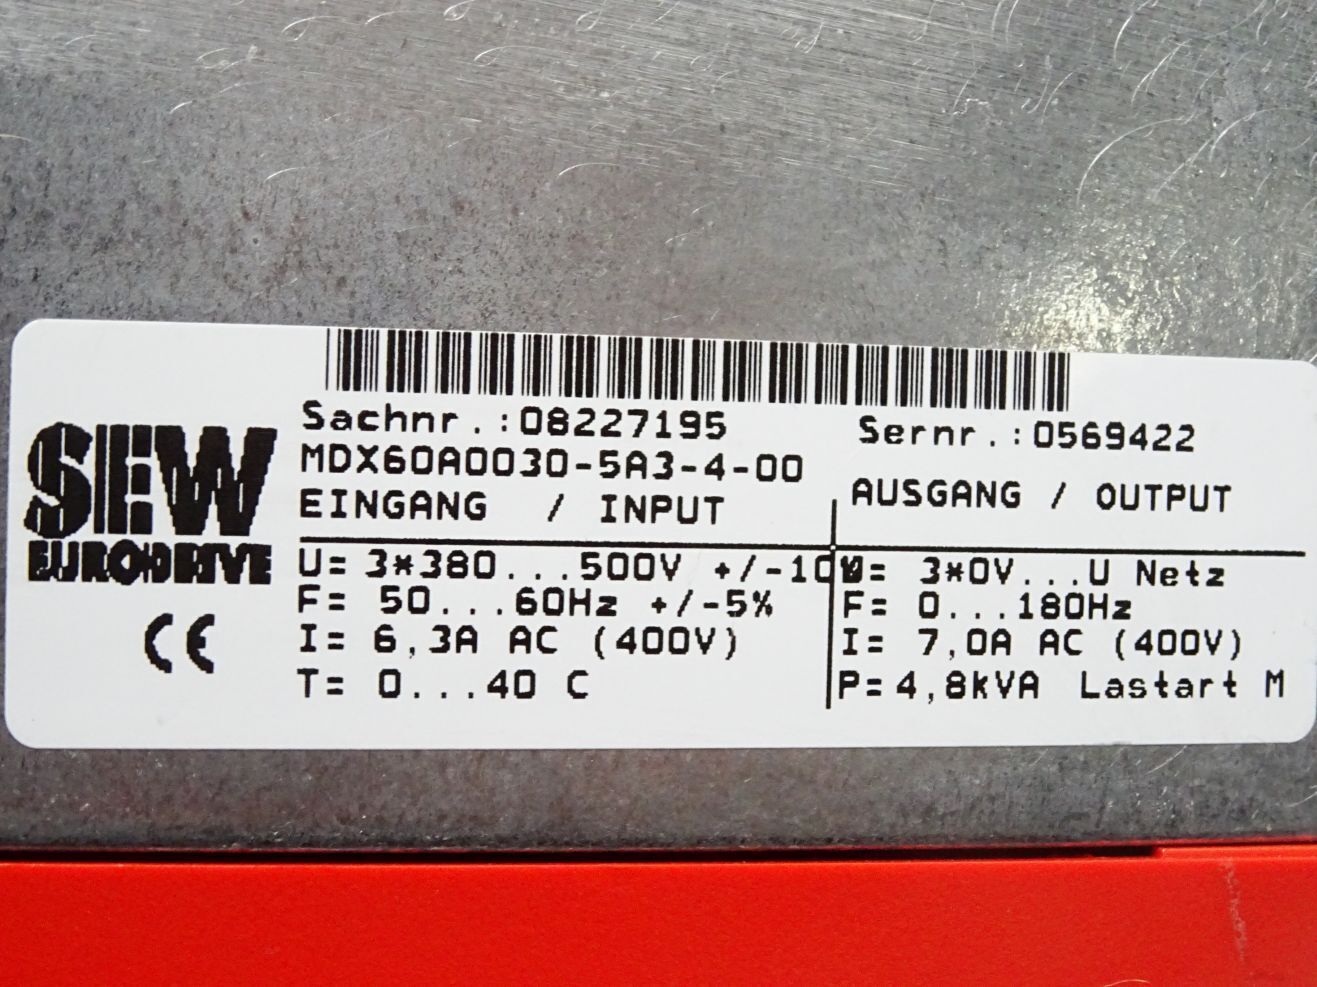 Sachnr.:08227195 Sernr.:0569422
MDX60A0030-5A3-4-00
EINGANG / INPUT AUSGANG / OUTPUT
SEW
EURODRIVE
U= 3*380...500V +/-10 U= 3*0V...U Netz
F= 50...60Hz +/-5% F= 0...180Hz
I= 6,3A AC (400V) I= 7,0A AC (400V)
CE
T= 0...40 C P=4,8kVA Lastart M